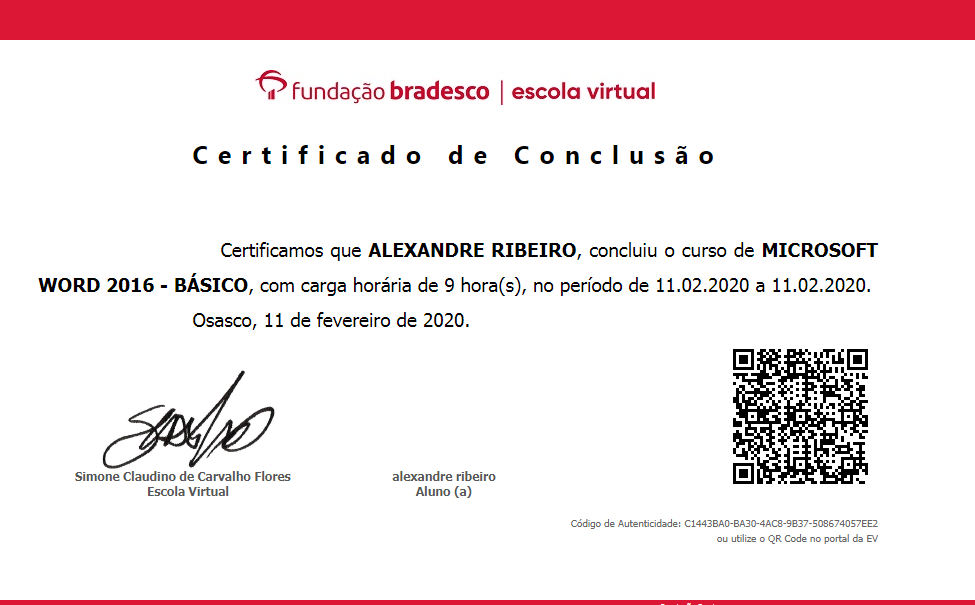 fundação bradesco | escola virtual
Certificado de Conclusão
Certificamos que ALEXANDRE RIBEIRO, concluiu o curso de MICROSOFT
WORD 2016 - BÁSICO, com carga horária de 9 hora(s), no período de 11.02.2020 a 11.02.2020.
Osasco, 11 de fevereiro de 2020.
Simone Claudino de Carvalho Flores
Escola Virtual
alexandre ribeiro
Aluno (a)
Código de Autenticidade: C1443BA0-BA30-4AC8-9B37-508674057EE2
ou utilize o QR Code no portal da EV